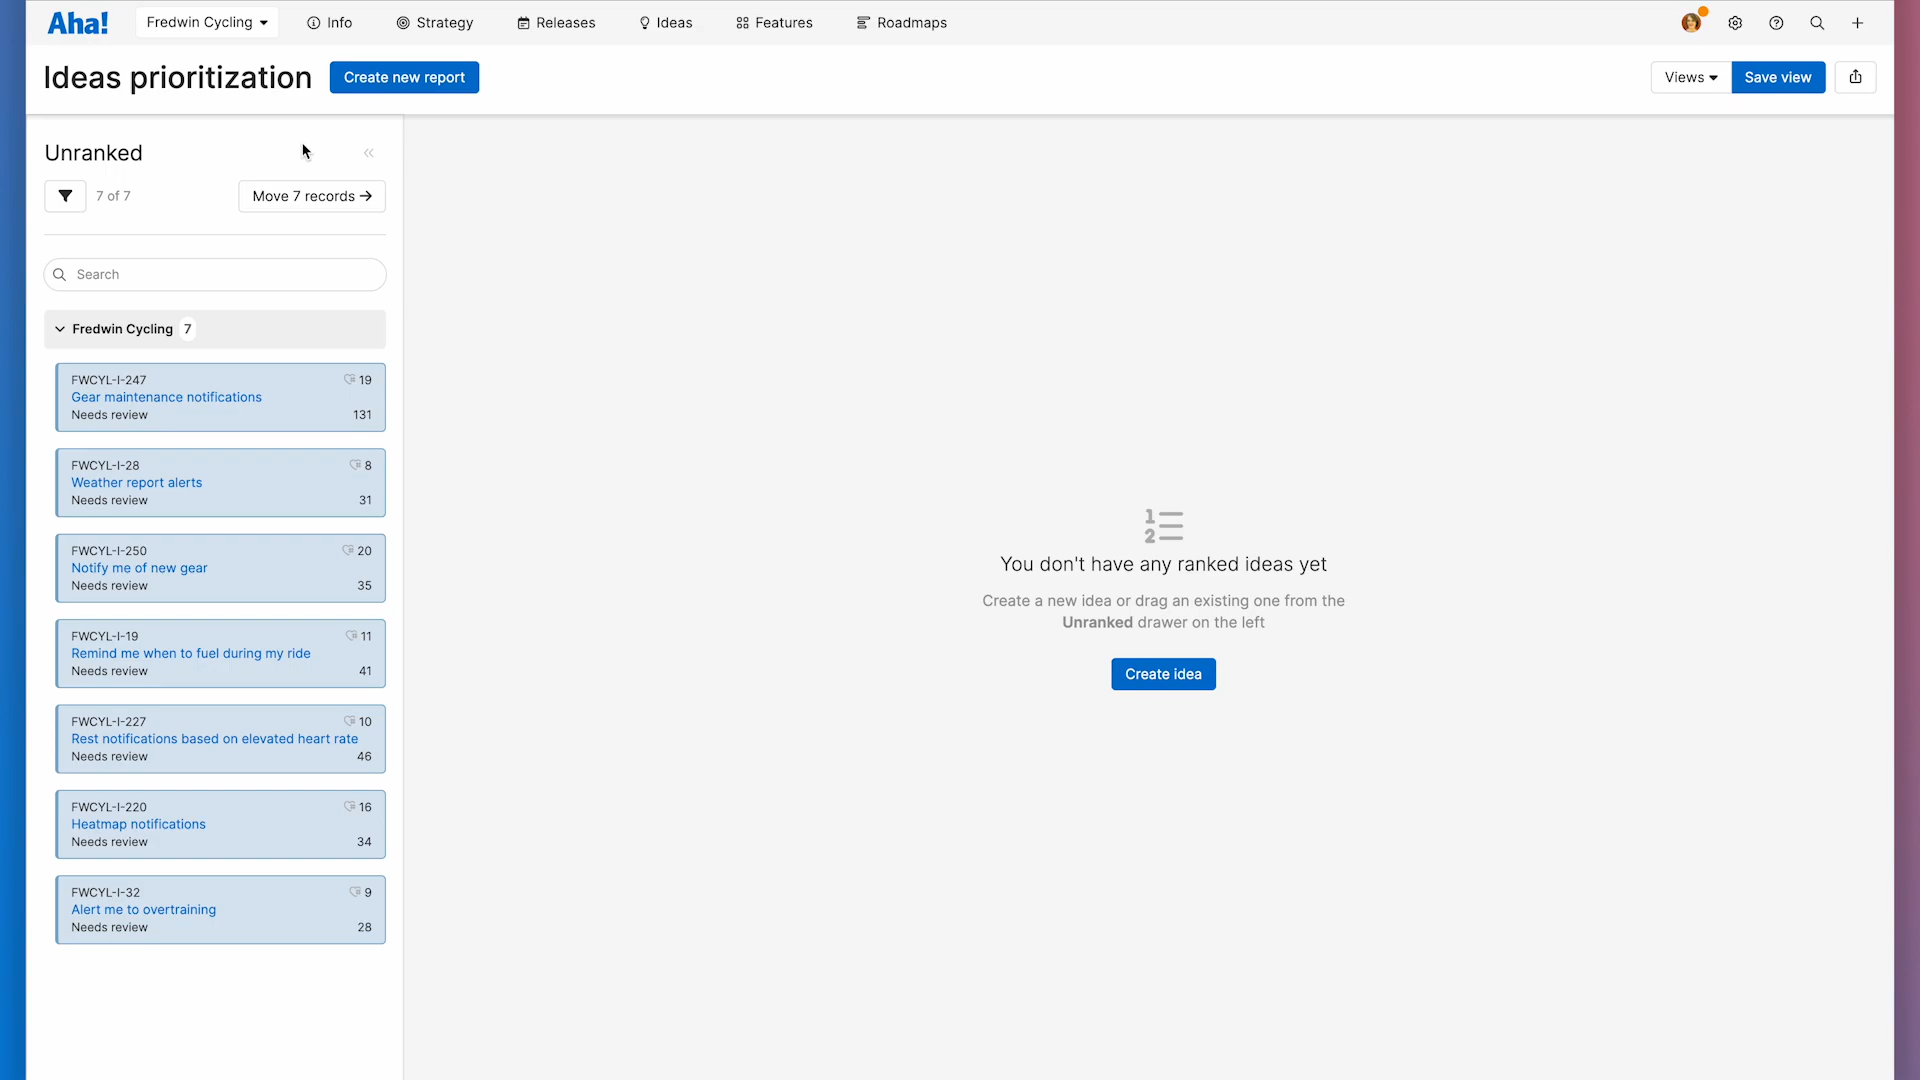 Aha!
Fredwin Cycling
Info
Strategy
Releases
Ideas
Features
Roadmaps
Ideas prioritization
Create new report
Views
Save view
Unranked
7 of 7
Move 7 records
Search
Fredwin Cycling 7
FWCYL-I-247 19
Gear maintenance notifications
Needs review 131
FWCYL-I-28 8
Weather report alerts
Needs review 31
FWCYL-I-250 20
Notify me of new gear
Needs review 35
FWCYL-I-19 11
Remind me when to fuel during my ride
Needs review 41
FWCYL-I-227 10
Rest notifications based on elevated heart rate
Needs review 46
FWCYL-I-220 16
Heatmap notifications
Needs review 34
FWCYL-I-32 9
Alert me to overtraining
Needs review 28
1
2
You don't have any ranked ideas yet
Create a new idea or drag an existing one from the
Unranked drawer on the left
Create idea